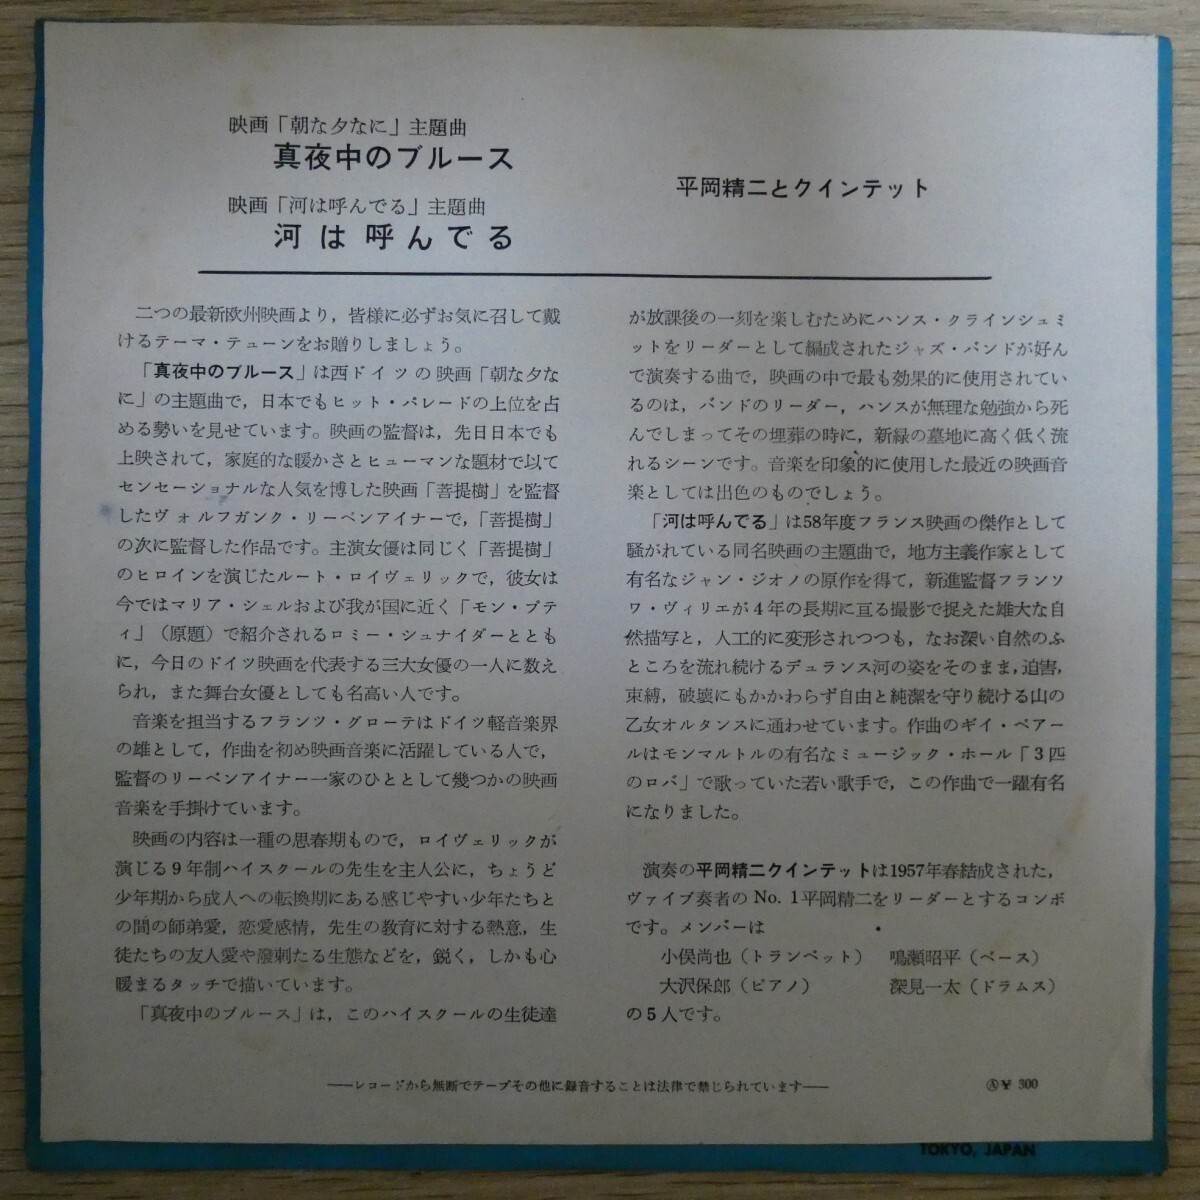 映画「朝な夕なに」主題曲
真夜中のブルース
映画「河は呼んでる」主題曲
河は呼んでる
平岡精二とクインテット
二つの最新欧州映画より，皆様に必ずお気に召して戴
けるテーマ・テューンをお贈りしましょう。
「真夜中のブルース」は西ドイツの映画「朝な夕な
に」の主題曲で，日本でもヒット・パレードの上位を占
める勢いを見せています。映画の監督は，先日日本でも
上映されて，家庭的な暖かさとヒューマンな題材で以て
センセーショナルな人気を博した映画「菩提樹」を監督
したヴォルフガンク・リーベンアイナーで，「菩提樹」
の次に監督した作品です。主演女優は同じく「菩提樹」
のヒロインを演じたルート・ロイヴェリックで，彼女は
今ではマリア・シェルおよび我が国に近く「モン・プテ
ィ」（原題）で紹介されるロミー・シュナイダーととも
に，今日のドイツ映画を代表する三大女優の一人に数え
られ，また舞台女優としても名高い人です。
音楽を担当するフランツ・グローテはドイツ軽音楽界
の雄として，作曲を初め映画音楽に活躍している人で，
監督のリーベンアイナー一家のひととして幾つかの映画
音楽を手掛けています。
映画の内容は一種の思春期もので，ロイヴェリックが
演じる９年制ハイスクールの先生を主人公に，ちょうど
少年期から成人への転換期にある感じやすい少年たちと
の間の師弟愛，恋愛感情，先生の教育に対する熱意，生
徒たちの友人愛や溌剌たる生態などを，鋭く，しかも心
暖まるタッチで描いています。
「真夜中のブルース」は，このハイスクールの生徒達
が放課後の一刻を楽しむためにハンス・クラインシュミ
ットをリーダーとして編成されたジャズ・バンドが好ん
で演奏する曲で，映画の中で最も効果的に使用されてい
るのは，バンドのリーダー，ハンスが無理な勉強から死
んでしまってその埋葬の時に，新緑の墓地に高く低く流
れるシーンです。音楽を印象的に使用した最近の映画音
楽としては出色のものでしょう。
「河は呼んでる」は58年度フランス映画の傑作として
騒がれている同名映画の主題曲で，地方主義作家として
有名なジャン・ジオノの原作を得て，新進監督フランソ
ワ・ヴィリエが４年の長期に亘る撮影で捉えた雄大な自
然描写と，人工的に変形されつつも，なお深い自然のふ
ところを流れ続けるデュランス河の姿をそのまま，迫害，
束縛，破壊にもかかわらず自由と純潔を守り続ける山の
乙女オルタンスに通わせています。作曲のギイ・ベアー
ルはモンマルトルの有名なミュージック・ホール「３匹
のロバ」で歌っていた若い歌手で，この作曲で一躍有名
になりました。
演奏の平岡精二クインテットは1957年春結成された，
ヴァイブ奏者のNo.１平岡精二をリーダーとするコンボ
です。メンバーは
小俣尚也（トランペット） 鳴瀬昭平（ベース）
大沢保郎（ピアノ） 深見一太（ドラムス）
の５人です。
――レコードから無断でテープその他に録音することは法律で禁じられています――
Ⓐ¥ 300
TOKYO, JAPAN